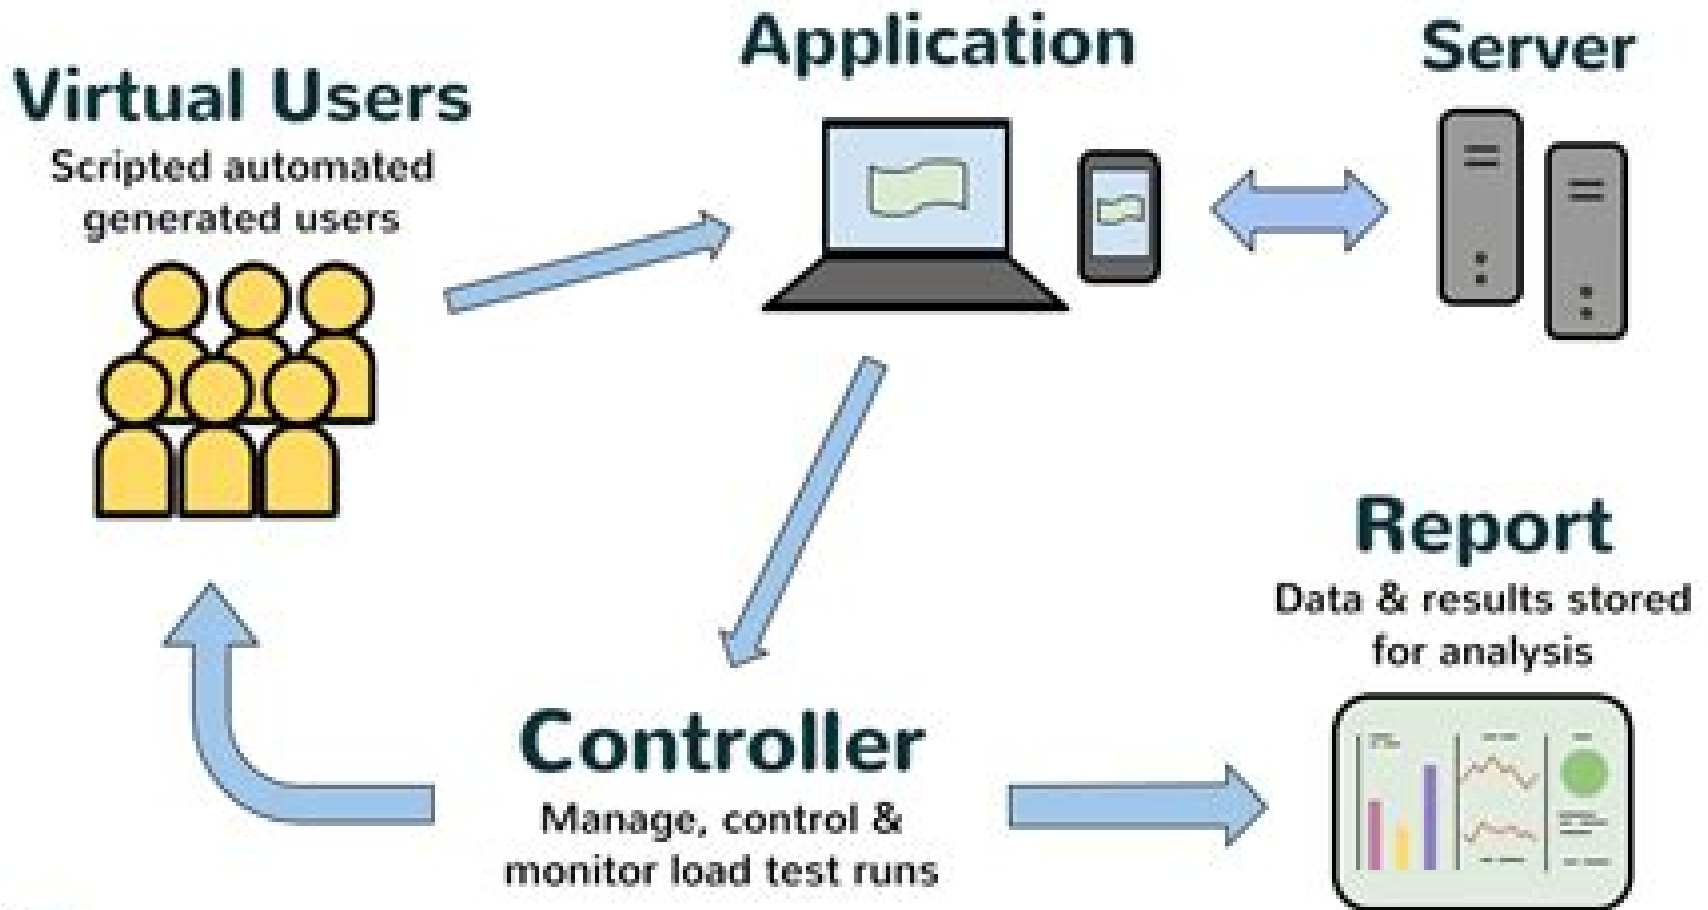 Virtual Users
Scripted automated
generated users
Application
Server
Controller
Manage, control &
monitor load test runs
Report
Data & results stored
for analysis